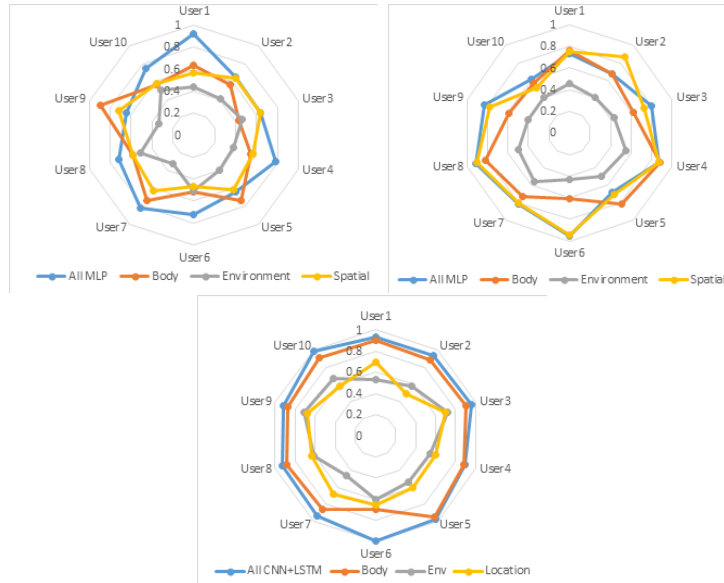 User1
User2
User3
User4
User5
User6
User7
User8
User9
User10
1
0.8
0.6
0.4
0.2
0
All MLP Body Environment Spatial
User1
User2
User3
User4
User5
User6
User7
User8
User9
User10
1
0.8
0.6
0.4
0.2
0
All MLP Body Environment Spatial
User1
User2
User3
User4
User5
User6
User7
User8
User9
User10
1
0.8
0.6
0.4
0.2
0
All CNN+LSTM Body Env Location